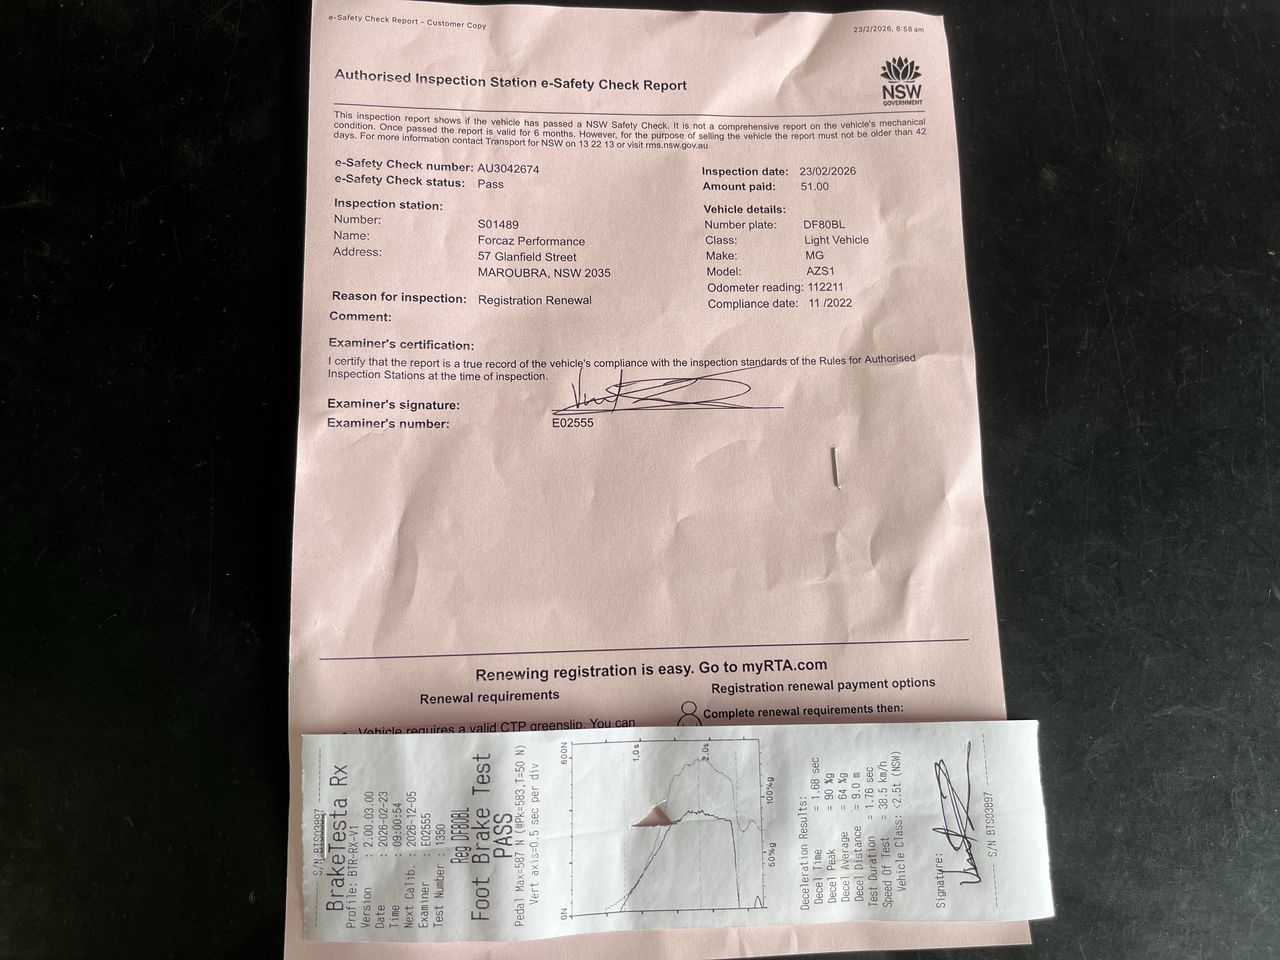 e-Safety Check Report - Customer Copy
23/2/2026, 8:58 am
Authorised Inspection Station e-Safety Check Report
NSW
GOVERNMENT
This inspection report shows if the vehicle has passed a NSW Safety Check. It is not a comprehensive report on the vehicle's mechanical
condition. Once passed the report is valid for 6 months. However, for the purpose of selling the vehicle the report must not be older than 42
days. For more information contact Transport for NSW on 13 22 13 or visit rms.nsw.gov.au
e-Safety Check number: AU3042674
e-Safety Check status: Pass
Inspection date: 23/02/2026
Amount paid: 51.00
Inspection station:
Number: S01489
Name: Forcaz Performance
Address: 57 Glanfield Street
MAROUBRA, NSW 2035
Vehicle details:
Number plate: DF80BL
Class: Light Vehicle
Make: MG
Model: AZS1
Odometer reading: 112211
Compliance date: 11 /2022
Reason for inspection: Registration Renewal
Comment:
Examiner's certification:
I certify that the report is a true record of the vehicle's compliance with the inspection standards of the Rules for Authorised
Inspection Stations at the time of inspection.
Examiner's signature:
Examiner's number: E02555
Renewing registration is easy. Go to myRTA.com
Renewal requirements
Registration renewal payment options
Vehicle requires a valid CTP greenslip. You can
Complete renewal requirements then:
S/N BTS03897
BrakeTesta Rx
Profile: BTR-RX-V1
Version : 2.00.03.00
Date : 2026-02-23
Time : 09:00:54
Next Calib. : 2026-12-05
Examiner : E02555
Test Number : 1350
Reg DF80BL
Foot Brake Test
PASS
Pedal Max=587 N (@Pk=583,T=50 N)
Vert axis=0.5 sec per div
0N
600N
1.0s
2.0s
50%g
100%g
Deceleration Results:
Decel Time = 1.68 sec
Decel Peak = 90 %g
Decel Average = 64 %g
Decel Distance = 9.0 m
Test Duration = 1.76 sec
Speed Of Test = 38.5 km/h
Vehicle Class: <2.5t (NSW)
Signature:
S/N BTS03897